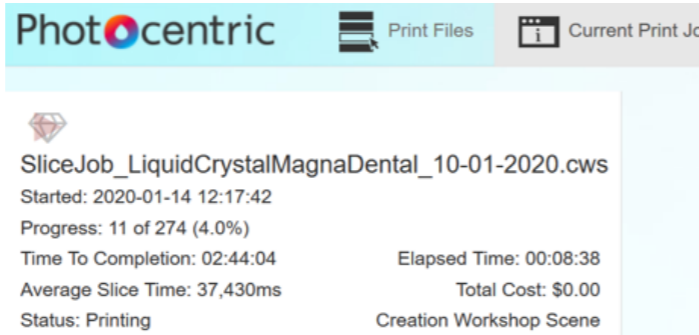 Photocentric
Print Files
Current Print Jo
SliceJob_LiquidCrystalMagnaDental_10-01-2020.cws
Started: 2020-01-14 12:17:42
Progress: 11 of 274 (4.0%)
Time To Completion: 02:44:04 Elapsed Time: 00:08:38
Average Slice Time: 37,430ms Total Cost: $0.00
Status: Printing Creation Workshop Scene